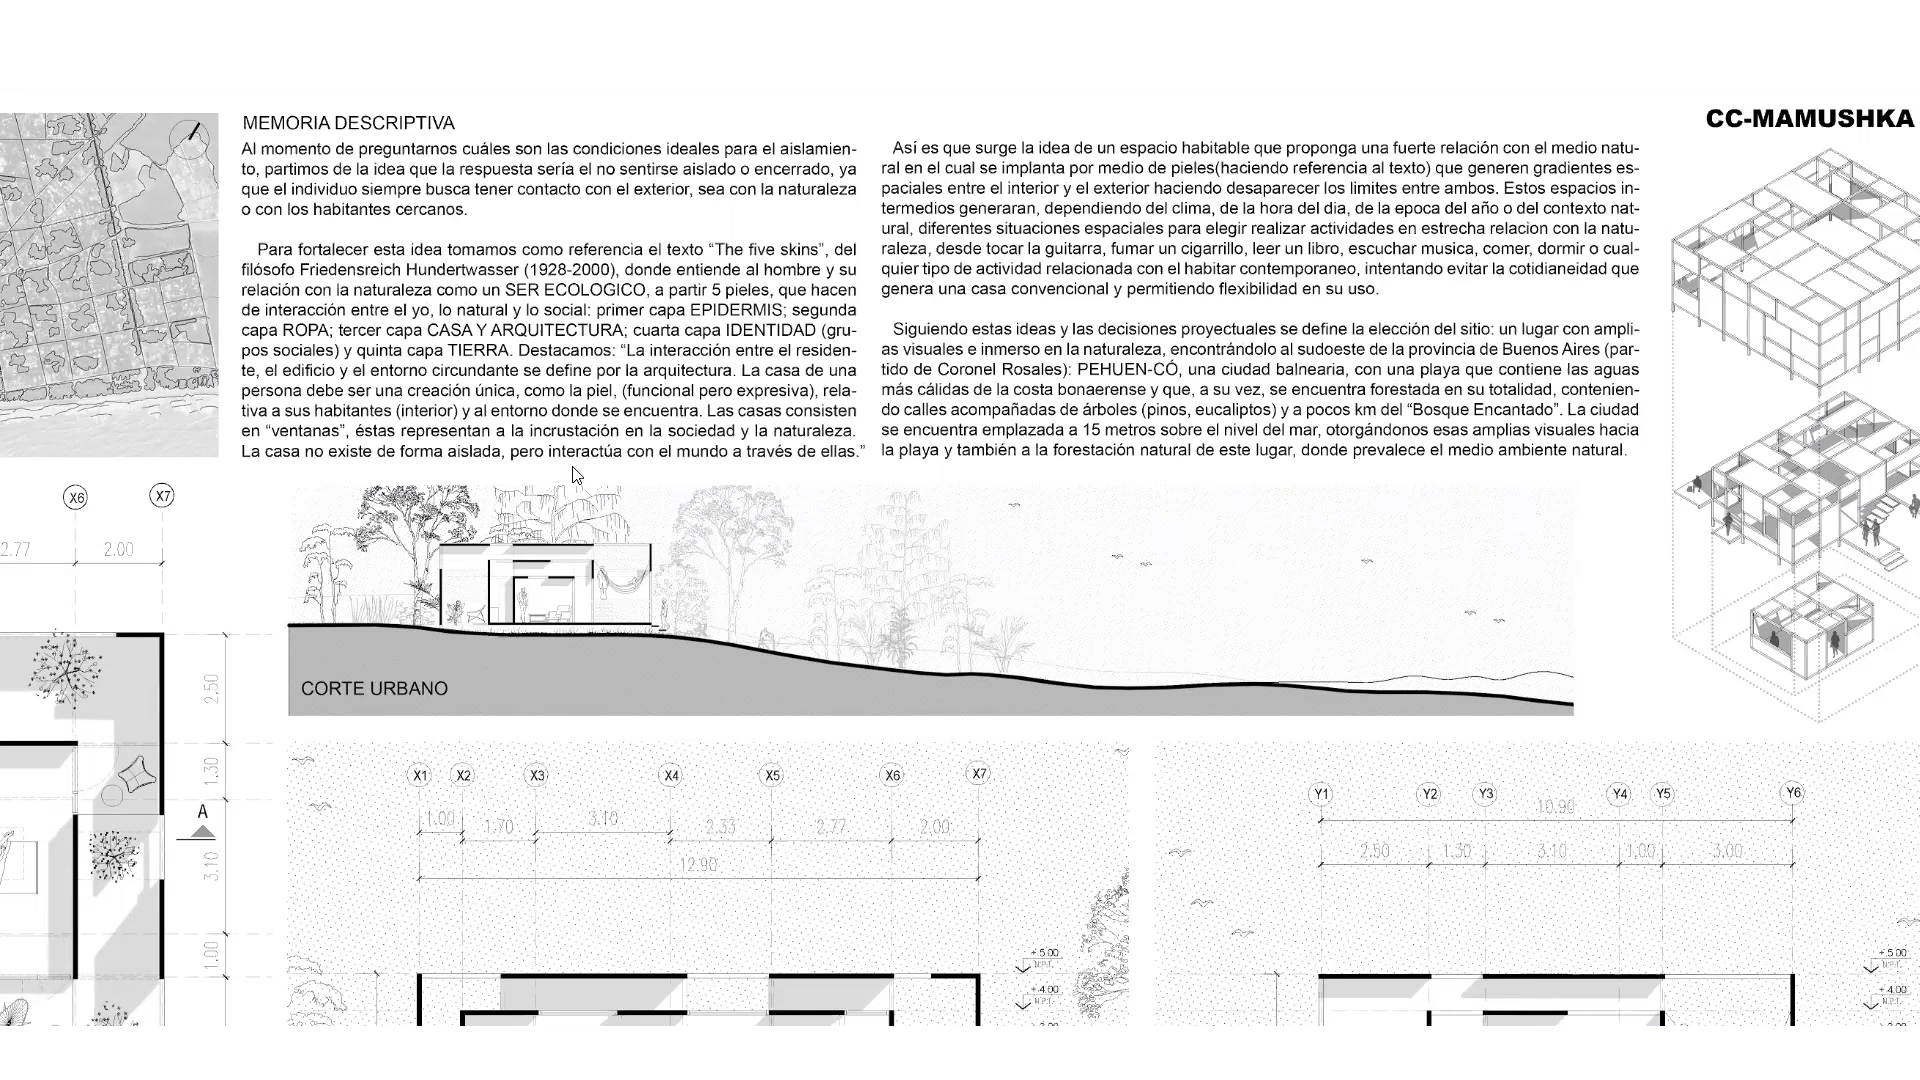 MEMORIA DESCRIPTIVA
Al momento de preguntarnos cuáles son las condiciones ideales para el aislamien-
to, partimos de la idea que la respuesta sería el no sentirse aislado o encerrado, ya
que el individuo siempre busca tener contacto con el exterior, sea con la naturaleza
o con los habitantes cercanos.
Para fortalecer esta idea tomamos como referencia el texto “The five skins”, del
filósofo Friedensreich Hundertwasser (1928-2000), donde entiende al hombre y su
relación con la naturaleza como un SER ECOLOGICO, a partir 5 pieles, que hacen
de interacción entre el yo, lo natural y lo social: primer capa EPIDERMIS; segunda
capa ROPA; tercer capa CASA Y ARQUITECTURA; cuarta capa IDENTIDAD (gru-
pos sociales) y quinta capa TIERRA. Destacamos: “La interacción entre el residen-
te, el edificio y el entorno circundante se define por la arquitectura. La casa de una
persona debe ser una creación única, como la piel, (funcional pero expresiva), rela-
tiva a sus habitantes (interior) y al entorno donde se encuentra. Las casas consisten
en “ventanas”, éstas representan a la incrustación en la sociedad y la naturaleza.
La casa no existe de forma aislada, pero interactúa con el mundo a través de ellas.”
Así es que surge la idea de un espacio habitable que proponga una fuerte relación con el medio natu-
ral en el cual se implanta por medio de pieles(haciendo referencia al texto) que generen gradientes es-
paciales entre el interior y el exterior haciendo desaparecer los limites entre ambos. Estos espacios in-
termedios generaran, dependiendo del clima, de la hora del dia, de la epoca del año o del contexto nat-
ural, diferentes situaciones espaciales para elegir realizar actividades en estrecha relacion con la natu-
raleza, desde tocar la guitarra, fumar un cigarrillo, leer un libro, escuchar musica, comer, dormir o cual-
quier tipo de actividad relacionada con el habitar contemporaneo, intentando evitar la cotidianeidad que
genera una casa convencional y permitiendo flexibilidad en su uso.
Siguiendo estas ideas y las decisiones proyectuales se define la elección del sitio: un lugar con ampli-
as visuales e inmerso en la naturaleza, encontrándolo al sudoeste de la provincia de Buenos Aires (par-
tido de Coronel Rosales): PEHUEN-CÓ, una ciudad balnearia, con una playa que contiene las aguas
más cálidas de la costa bonaerense y que, a su vez, se encuentra forestada en su totalidad, contenien-
do calles acompañadas de árboles (pinos, eucaliptos) y a pocos km del “Bosque Encantado”. La ciudad
se encuentra emplazada a 15 metros sobre el nivel del mar, otorgándonos esas amplias visuales hacia
la playa y también a la forestación natural de este lugar, donde prevalece el medio ambiente natural.
CC-MAMUSHKA
X6 X7
2.77 2.00
2.50
1.30
A
3.10
1.00
CORTE URBANO
X1 X2 X3 X4 X5 X6 X7
1.00 1.70 3.10 2.33 2.77 2.00
12.90
+ 5.00
N.P.T.
+ 4.00
N.P.T.
Y1 Y2 Y3 Y4 Y5 Y6
10.90
2.50 1.30 3.10 1.00 3.00
+ 5.00
N.P.T.
+ 4.00
N.P.T.